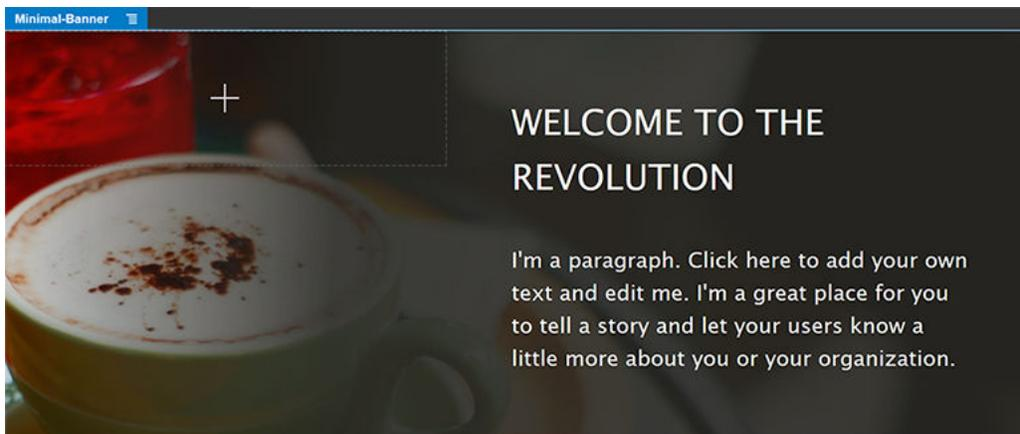 Minimal-Banner
WELCOME TO THE
REVOLUTION
I'm a paragraph. Click here to add your own
text and edit me. I'm a great place for you
to tell a story and let your users know a
little more about you or your organization.